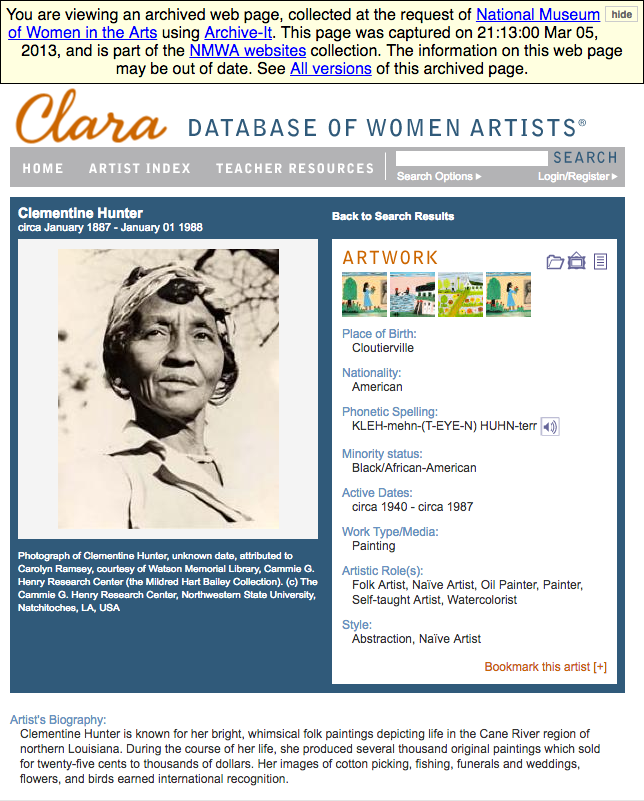 You are viewing an archived web page, collected at the request of National Museum hide
of Women in the Arts using Archive-It. This page was captured on 21:13:00 Mar 05,
2013, and is part of the NMWA websites collection. The information on this web page
may be out of date. See All versions of this archived page.
Clara DATABASE OF WOMEN ARTISTS®
HOME ARTIST INDEX TEACHER RESOURCES SEARCH
Search Options Login/Register
Clementine Hunter
circa January 1887 - January 01 1988
Back to Search Results
ARTWORK
Place of Birth:
Cloutierville
Nationality:
American
Phonetic Spelling:
KLEH-mehn-(T-EYE-N) HUHN-terr
Minority status:
Black/African-American
Active Dates:
circa 1940 - circa 1987
Work Type/Media:
Painting
Artistic Role(s):
Folk Artist, Naïve Artist, Oil Painter, Painter,
Self-taught Artist, Watercolorist
Style:
Abstraction, Naïve Artist
Bookmark this artist [+]
Photograph of Clementine Hunter, unknown date, attributed to
Carolyn Ramsey, courtesy of Watson Memorial Library, Cammie G.
Henry Research Center (the Mildred Hart Bailey Collection). (c) The
Cammie G. Henry Research Center, Northwestern State University,
Natchitoches, LA, USA
Artist's Biography:
Clementine Hunter is known for her bright, whimsical folk paintings depicting life in the Cane River region of
northern Louisiana. During the course of her life, she produced several thousand original paintings which sold
for twenty-five cents to thousands of dollars. Her images of cotton picking, fishing, funerals and weddings,
flowers, and birds earned international recognition.